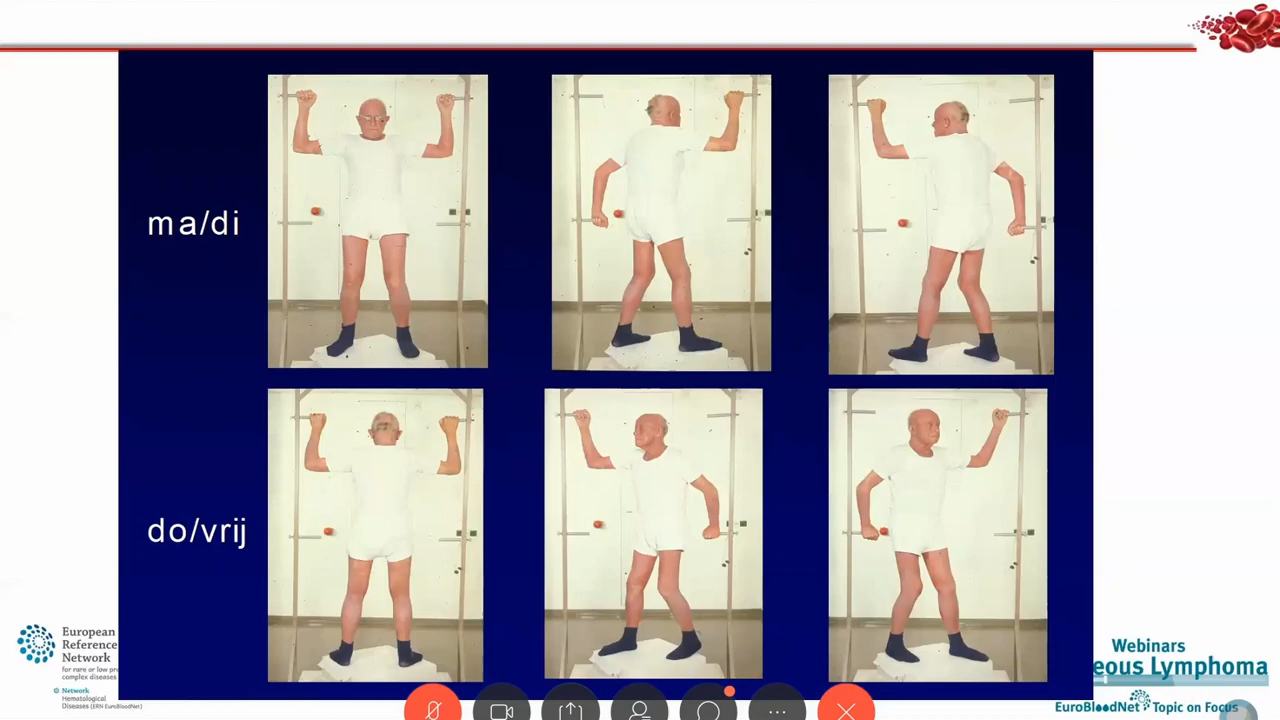 ma/di
do/vrij
European
Reference
Network
for rare or low pr
complex diseases
Network
Hematological
Diseases (ERN EuroBloodNet)
Webinars
eous Lymphoma
EuroBloodNet Topic on Focus